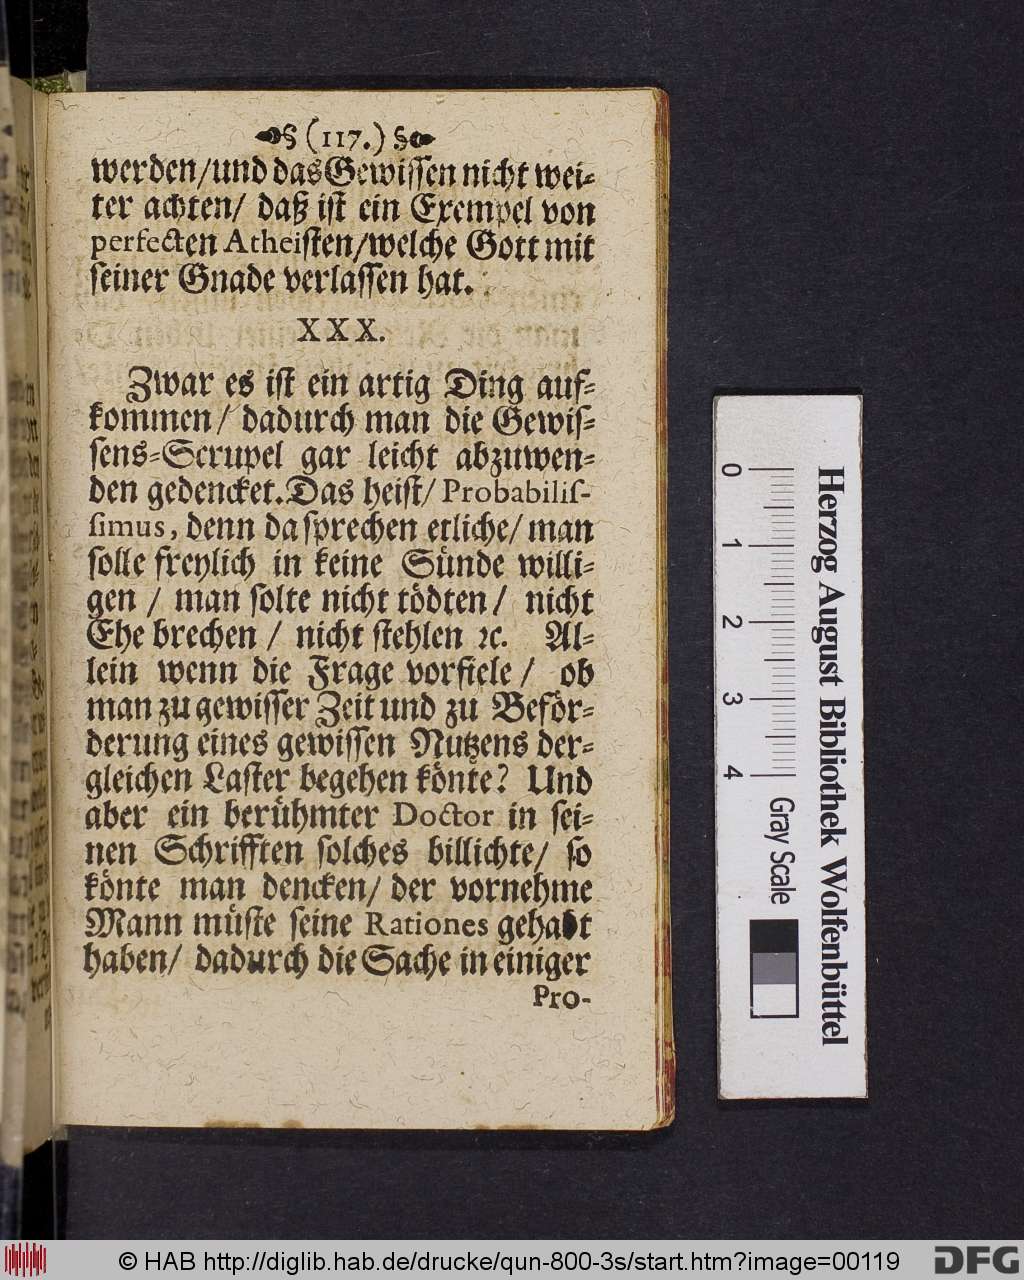 § (117.) §
werden/und das Gewissen nicht wei-
ter achten/ daß ist ein Exempel von
perfecten Atheisten/welche Gott mit
seiner Gnade verlassen hat.
XXX.
Zwar es ist ein artig Ding auf-
kommen/ dadurch man die Gewis-
sens-Scrupel gar leicht abzuwen-
den gedencket. Das heist/ Probabilis-
simus, denn da sprechen etliche/ man
solle freylich in keine Sünde willi-
gen / man solte nicht tödten/ nicht
Ehe brechen / nicht stehlen ꝛc. Al-
lein wenn die Frage vorfiele / ob
man zu gewisser Zeit und zu Beför-
derung eines gewissen Nutzens der-
gleichen Laster begehen könte? Und
aber ein berühmter Doctor in sei-
nen Schrifften solches billichte/ so
könte man dencken/ der vornehme
Mann müste seine Rationes gehabt
haben/ dadurch die Sache in einiger
Pro-
Herzog August Bibliothek Wolfenbüttel
0 1 2 3 4 Gray Scale
© HAB http://diglib.hab.de/drucke/qun-800-3s/start.htm?image=00119
DFG